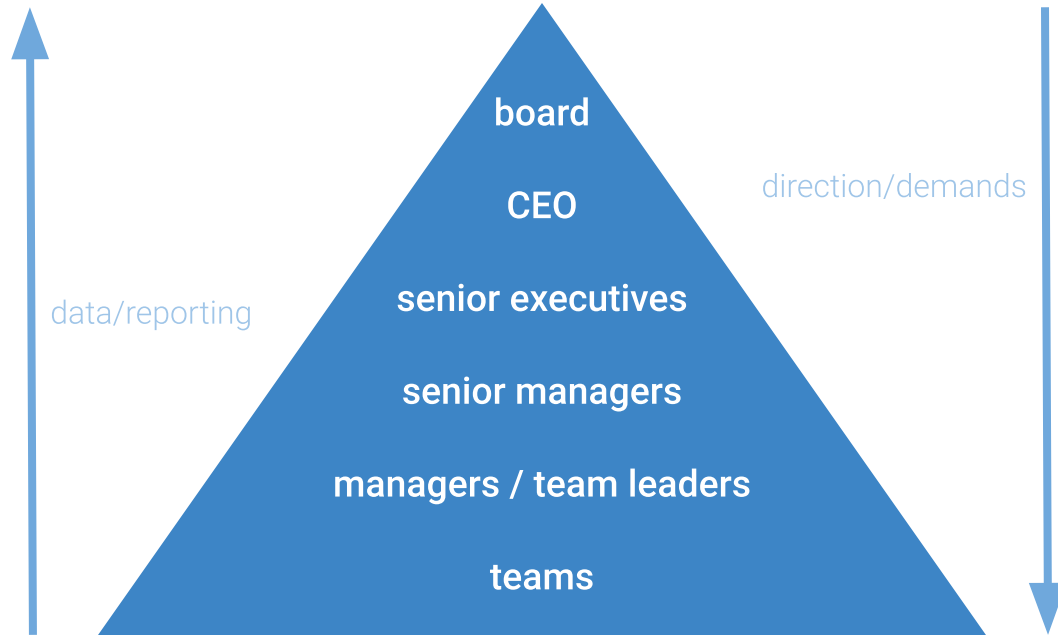 board
CEO
direction/demands
senior executives
data/reporting
senior managers
managers / team leaders
teams